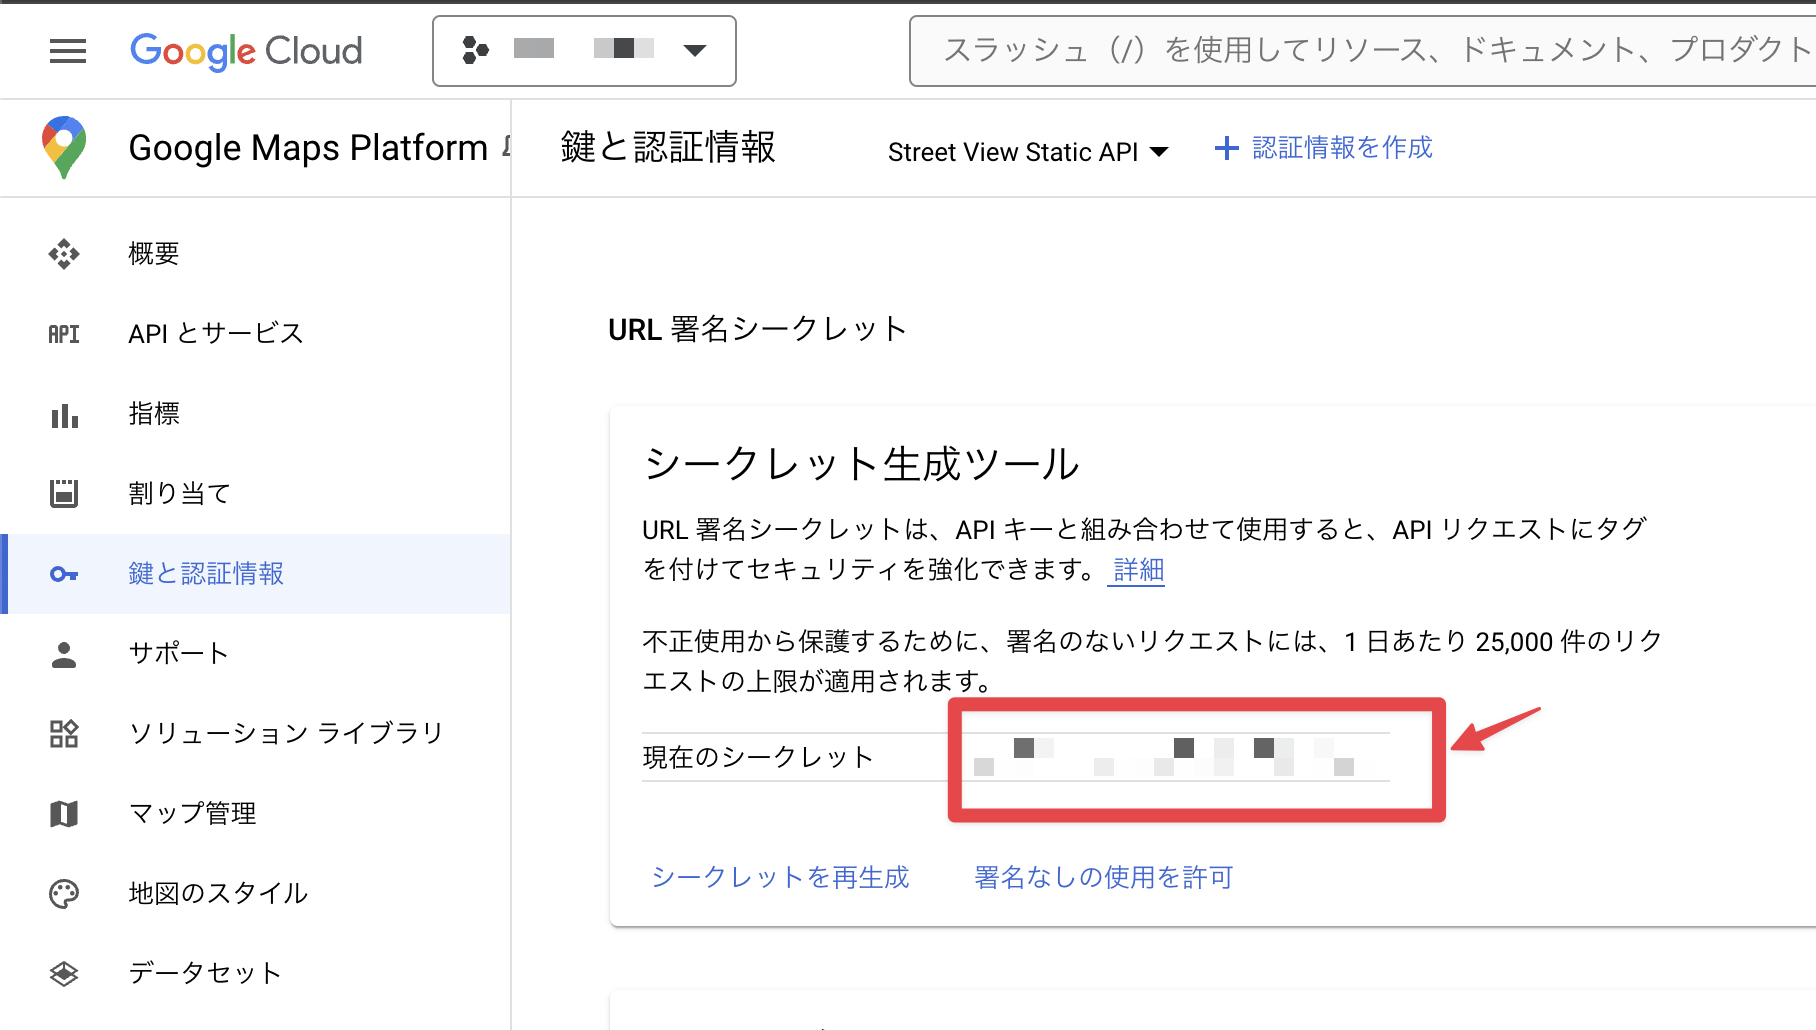 Google Cloud
スラッシュ（/）を使用してリソース、ドキュメント、プロダクト
Google Maps Platform
鍵と認証情報
Street View Static API
認証情報を作成
概要
API とサービス
指標
割り当て
鍵と認証情報
サポート
ソリューション ライブラリ
マップ管理
地図のスタイル
データセット
URL 署名シークレット
シークレット生成ツール
URL 署名シークレットは、API キーと組み合わせて使用すると、API リクエストにタグ
を付けてセキュリティを強化できます。 詳細
不正使用から保護するために、署名のないリクエストには、1 日あたり 25,000 件のリク
エストの上限が適用されます。
現在のシークレット
シークレットを再生成
署名なしの使用を許可